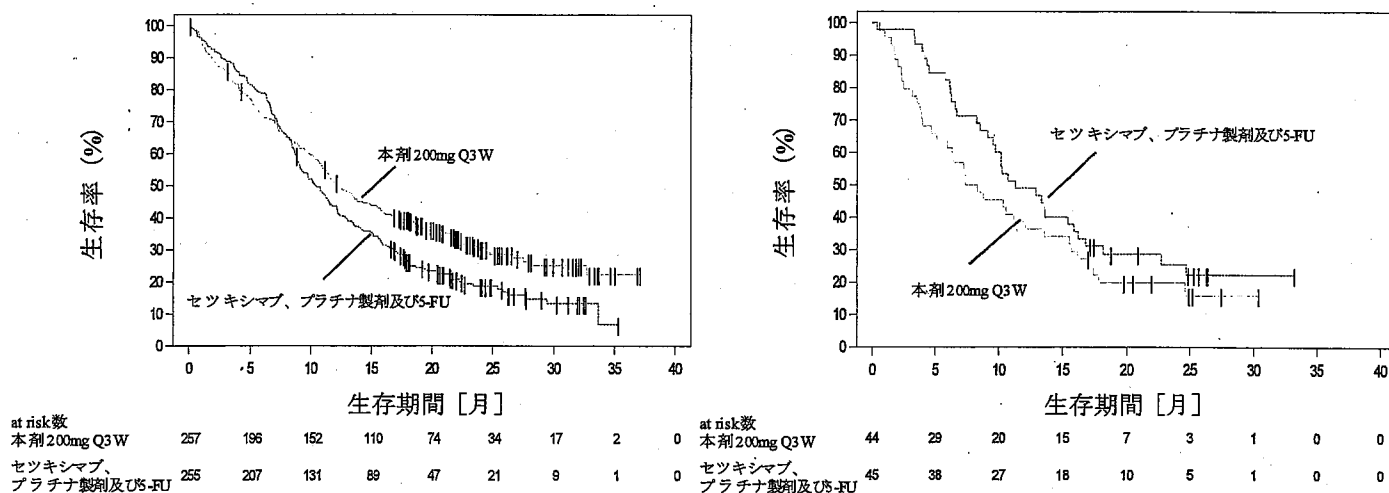 100
90
80
70
60
50
40
30
20
10
0
生存率 (%)
本剤200mg Q3W
セツキシマブ、プラチナ製剤及び5-FU
0 5 10 15 20 25 30 35 40
生存期間 [月]
at risk数
本剤200mg Q3W 257 196 152 110 74 34 17 2 0
セツキシマブ、
プラチナ製剤及び5-FU 255 207 131 89 47 21 9 1 0
100
90
80
70
60
50
40
30
20
10
0
生存率 (%)
セツキシマブ、プラチナ製剤及び5-FU
本剤200mg Q3W
0 5 10 15 20 25 30 35 40
生存期間 [月]
at risk数
本剤200mg Q3W 44 29 20 15 7 3 1 0 0
セツキシマブ、
プラチナ製剤及び5-FU 45 38 27 18 10 5 1 0 0